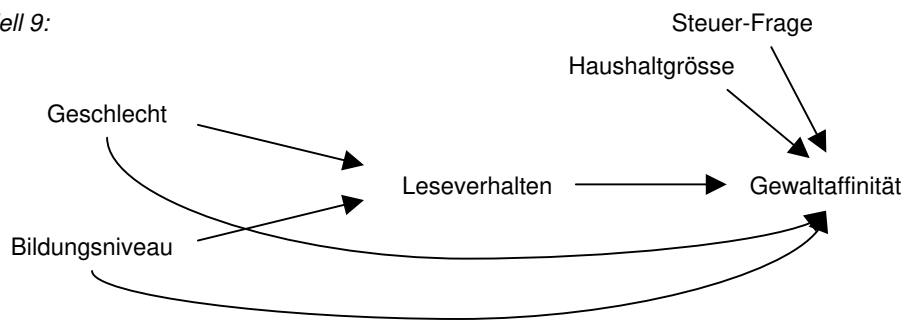 ell 9:
Steuer-Frage
Haushaltgrösse
Geschlecht
Leseverhalten
Gewaltaffinität
Bildungsniveau